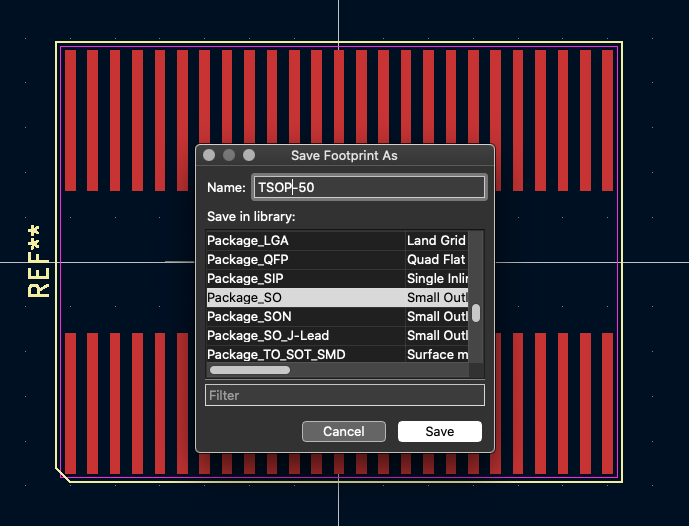 Save Footprint As
Name: TSOP-50
Save in library:
Package_LGA Land Grid
Package_QFP Quad Flat
Package_SIP Single Inlin
REF**
Package_SO Small Outl
Package_SON Small Outl
Package_SO_J-Lead Small Outl
Package_TO_SOT_SMD Surface m
Filter
Cancel Save